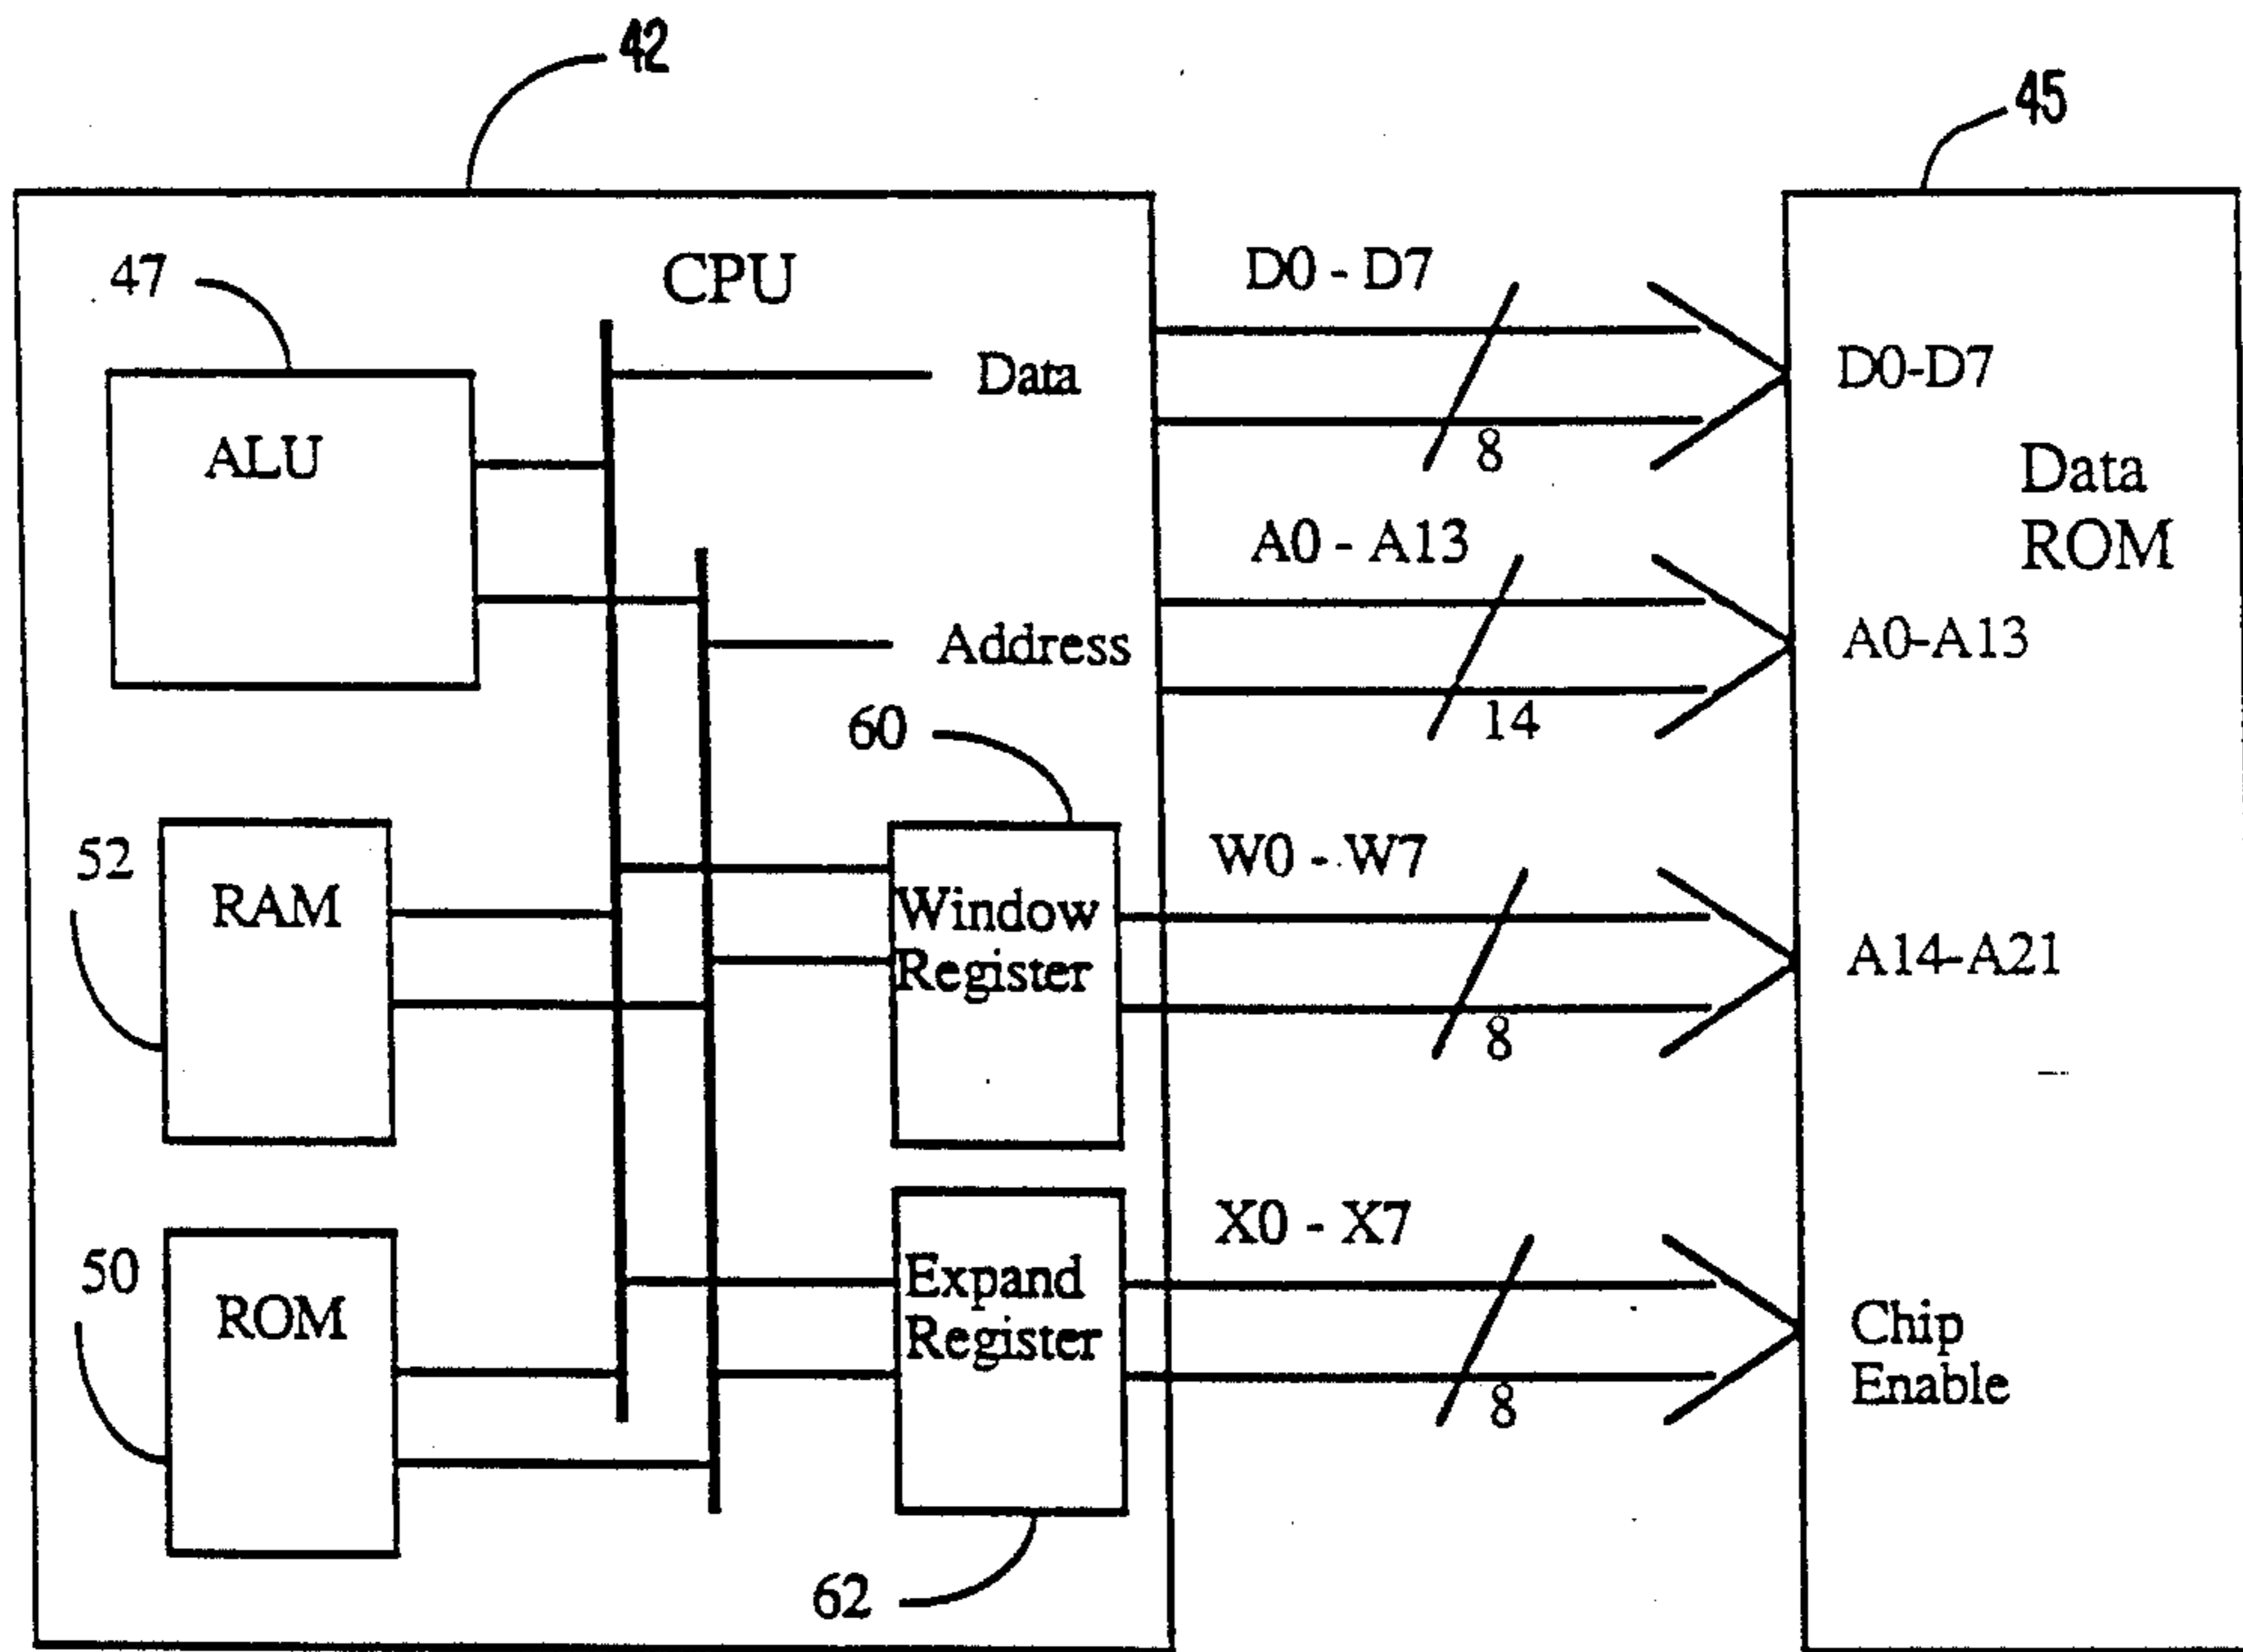 42
45
47
CPU
D0 - D7
Data
D0-D7
ALU
8
Data
ROM
A0 - A13
Address
A0-A13
14
60
52
RAM
Window
Register
W0 - W7
A14-A21
8
50
ROM
Expand
Register
X0 - X7
Chip
Enable
8
62